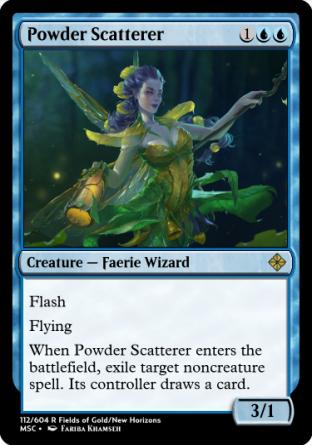 Powder Scatterer 1
Creature — Faerie Wizard
Flash
Flying
When Powder Scatterer enters the
battlefield, exile target noncreature
spell. Its controller draws a card.
3/1
112/604 R Fields of Gold/New Horizons
MSC • Fariba Khamseh